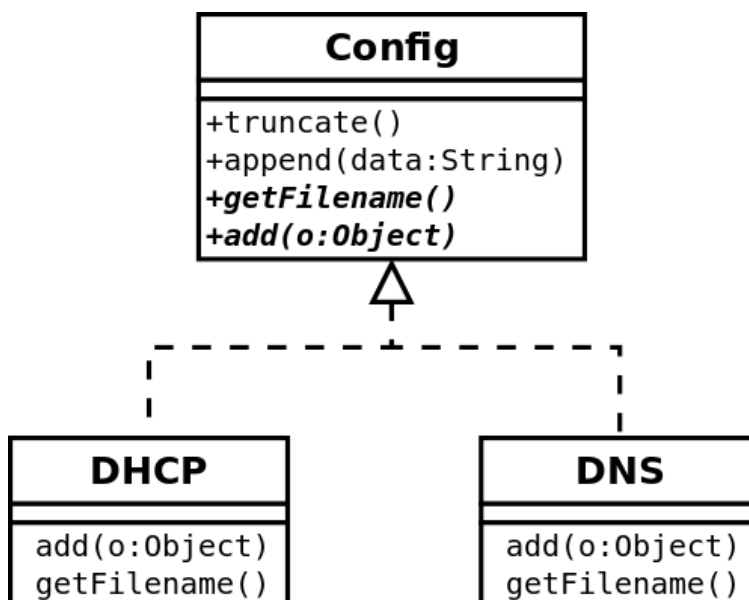 Config
+truncate()
+append(data:String)
+getFilename()
+add(o:Object)
DHCP
add(o:Object)
getFilename()
DNS
add(o:Object)
getFilename()